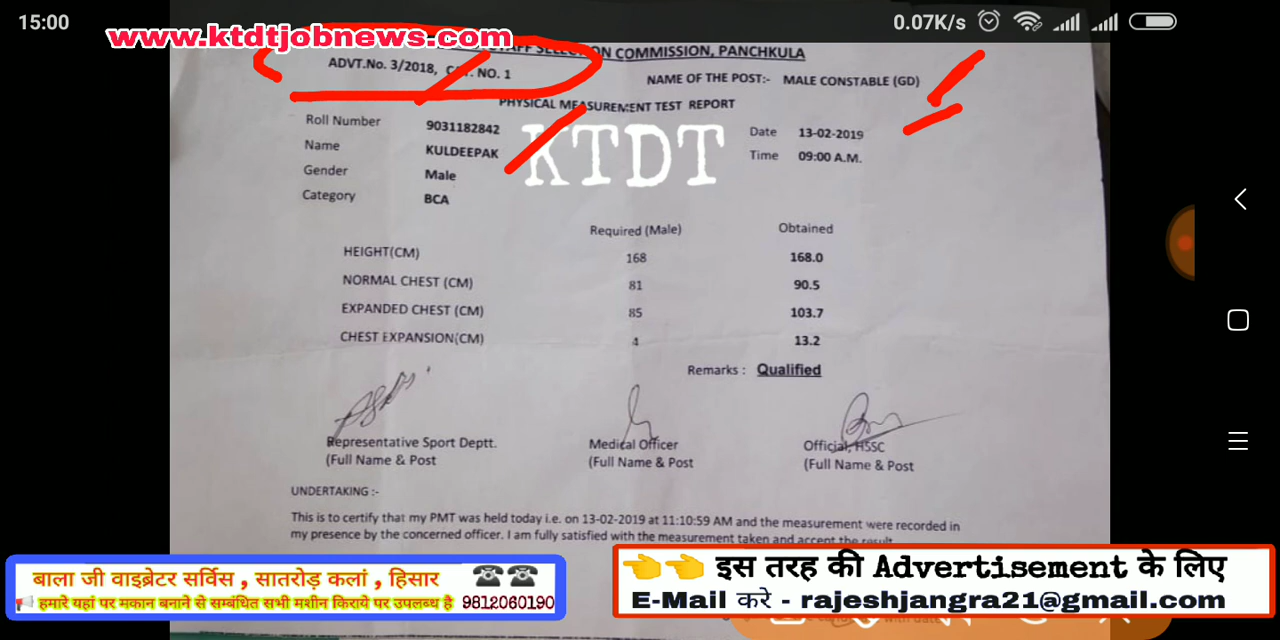 15:00
0.07K/s
www.ktdtjobnews.com
SELECTION COMMISSION, PANCHKULA
ADVT.No. 3/2018, CAT. NO. 1
NAME OF THE POST:- MALE CONSTABLE (GD)
PHYSICAL MEASUREMENT TEST REPORT
KTDT
Roll Number 9031182842
Date 13-02-2019
Name KULDEEPAK
Time 09:00 A.M.
Gender Male
Category BCA
Required (Male) Obtained
HEIGHT(CM) 168 168.0
NORMAL CHEST (CM) 81 90.5
EXPANDED CHEST (CM) 85 103.7
CHEST EXPANSION(CM) 4 13.2
Remarks : Qualified
Representative Sport Deptt. Medical Officer Official, HSSC
(Full Name & Post (Full Name & Post (Full Name & Post
UNDERTAKING :-
This is to certify that my PMT was held today i.e. on 13-02-2019 at 11:10:59 AM and the measurement were recorded in
my presence by the concerned officer. I am fully satisfied with the measurement taken and accept the result
बाला जी वाइब्रेटर सर्विस , सातरोड़ कलां , हिसार
हमारे यहां पर मकान बनाने से सम्बंधित सभी मशीन किराये पर उपलब्ध है 9812060190
इस तरह की Advertisement के लिए
E-Mail करे - rajeshjangra21@gmail.com